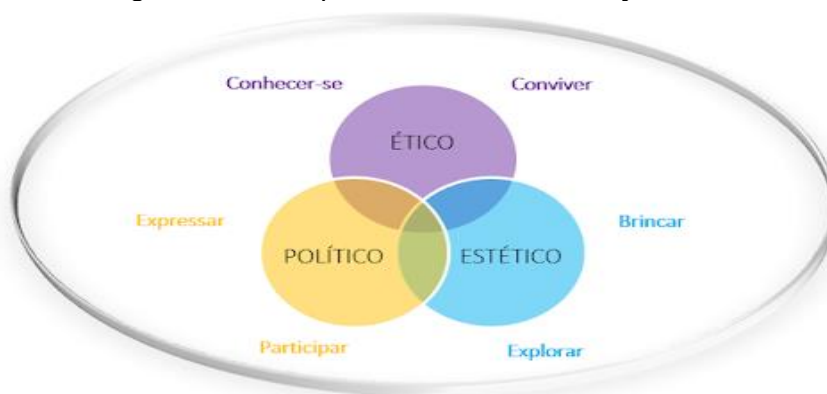 Conhecer-se
Conviver
ÉTICO
Expressar
Brincar
POLÍTICO
ESTÉTICO
Participar
Explorar